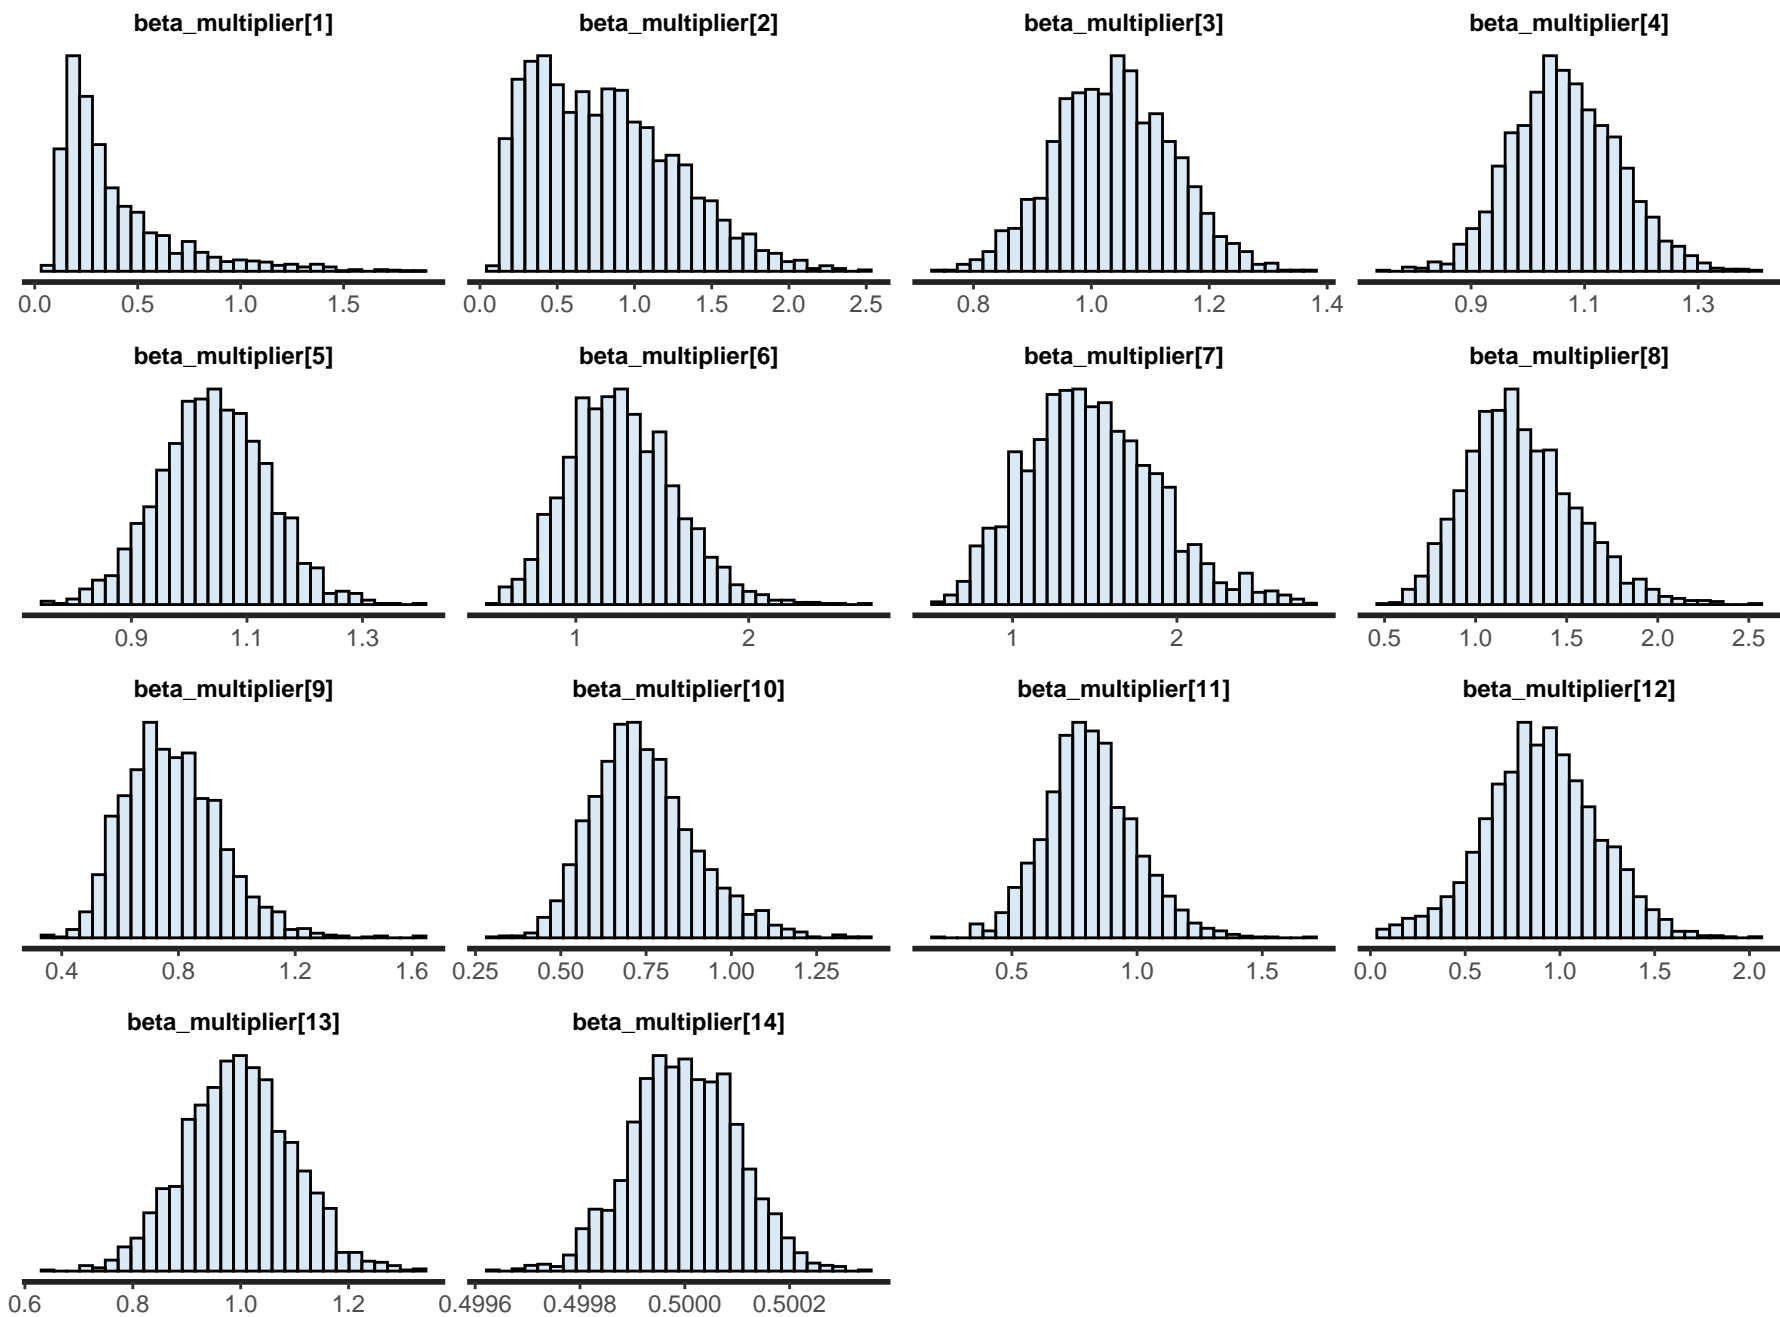 beta_multiplier[1] beta_multiplier[2] beta_multiplier[3] beta_multiplier[4]
0.0 0.5 1.0 1.5 0.0 0.5 1.0 1.5 2.0 2.5 0.8 1.0 1.2 1.4 0.9 1.1 1.3
beta_multiplier[5] beta_multiplier[6] beta_multiplier[7] beta_multiplier[8]
0.9 1.1 1.3 1 2 1 2 0.5 1.0 1.5 2.0 2.5
beta_multiplier[9] beta_multiplier[10] beta_multiplier[11] beta_multiplier[12]
0.4 0.8 1.2 1.6 0.25 0.50 0.75 1.00 1.25 0.5 1.0 1.5 0.0 0.5 1.0 1.5 2.0
beta_multiplier[13] beta_multiplier[14]
0.6 0.8 1.0 1.2 0.4996 0.4998 0.5000 0.5002